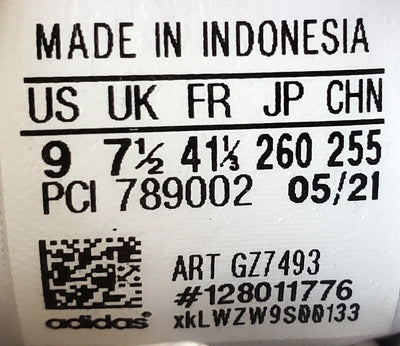 MADE IN INDONESIA
US UK FR JP CHN
9 7½ 41⅓ 260 255
PCI 789002 05/21
ART GZ7493
#128011776
adidas xkLWZW9S00133